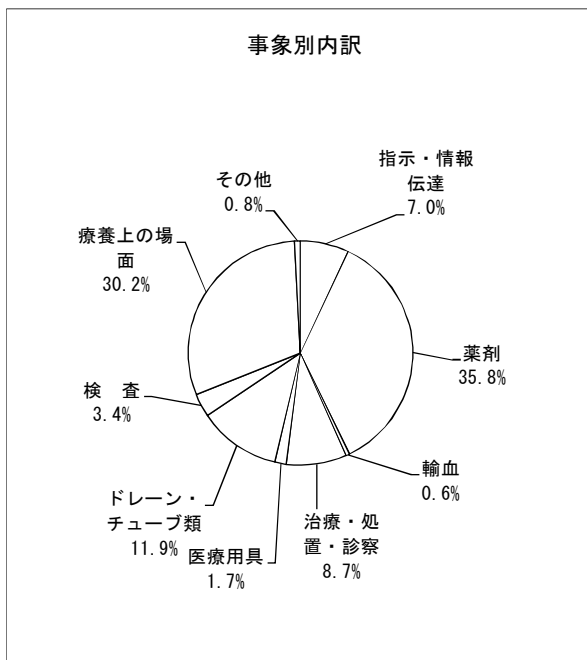 事象別内訳
指示・情報
伝達
7.0%
薬剤
35.8%
輸血
0.6%
治療・処
置・診察
8.7%
医療用具
1.7%
ドレーン・
チューブ類
11.9%
検　査
3.4%
療養上の場
面
30.2%
その他
0.8%